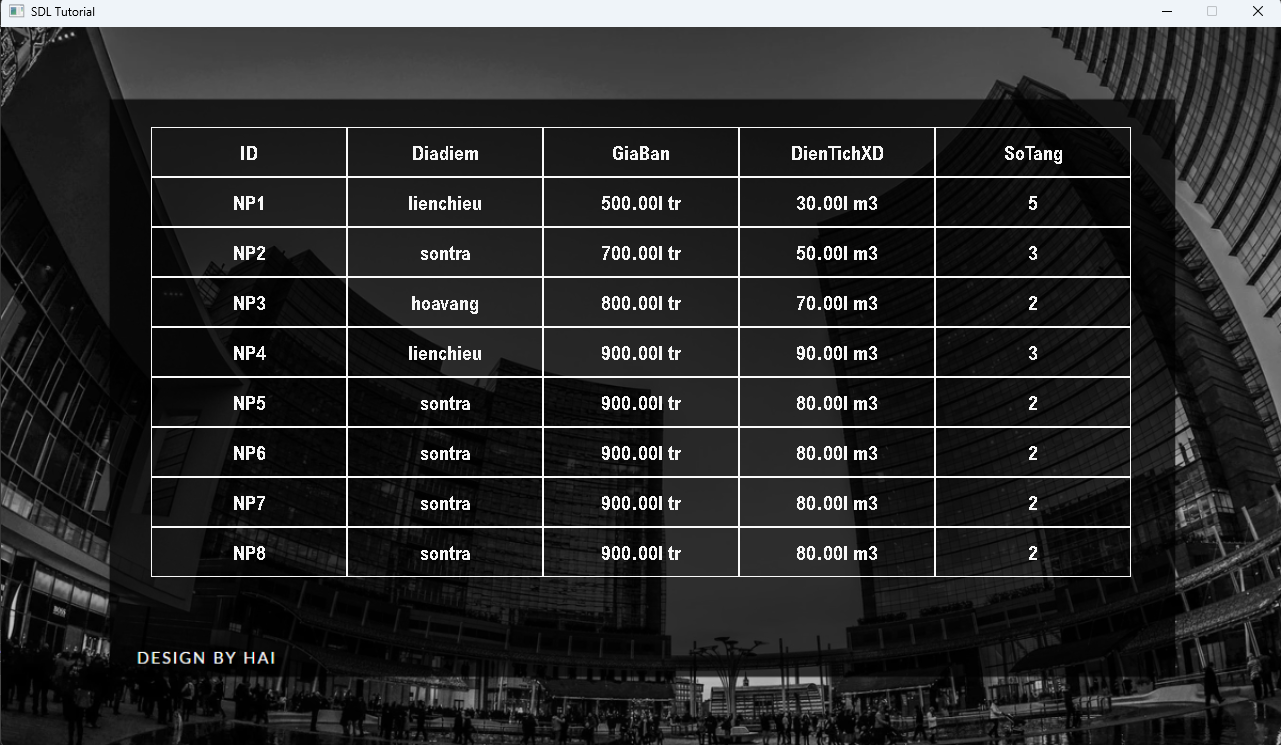 SDL Tutorial
ID Diadiem GiaBan DienTichXD SoTang
NP1 lienchieu 500.00l tr 30.00l m3 5
NP2 sontra 700.00l tr 50.00l m3 3
NP3 hoavang 800.00l tr 70.00l m3 2
NP4 lienchieu 900.00l tr 90.00l m3 3
NP5 sontra 900.00l tr 80.00l m3 2
NP6 sontra 900.00l tr 80.00l m3 2
NP7 sontra 900.00l tr 80.00l m3 2
NP8 sontra 900.00l tr 80.00l m3 2
DESIGN BY HAI